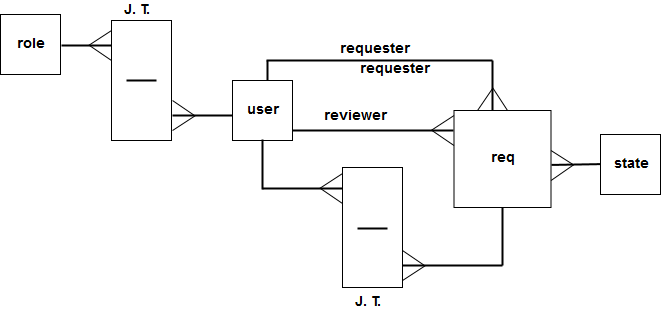 J. T.
role
requester
requester
user
reviewer
req
state
J. T.